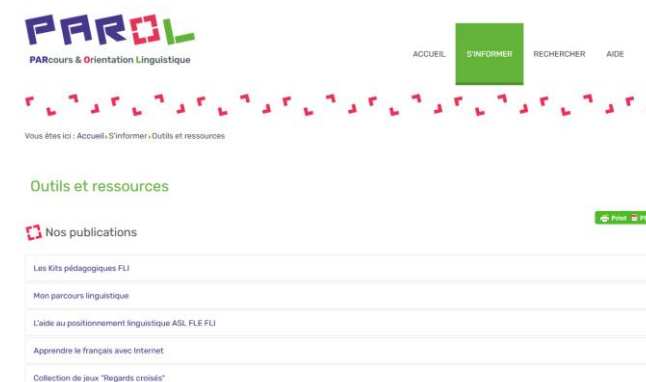 PAROL
PARcours & Orientation Linguistique
ACCUEIL S'INFORMER RECHERCHER AIDE
Vous êtes ici : Accueil › S'informer › Outils et ressources
Outils et ressources
Print
Nos publications
Les Kits pédagogiques FLI
Mon parcours linguistique
L'aide au positionnement linguistique ASL FLE FLI
Apprendre le français avec Internet
Collection de jeux "Regards croisés"